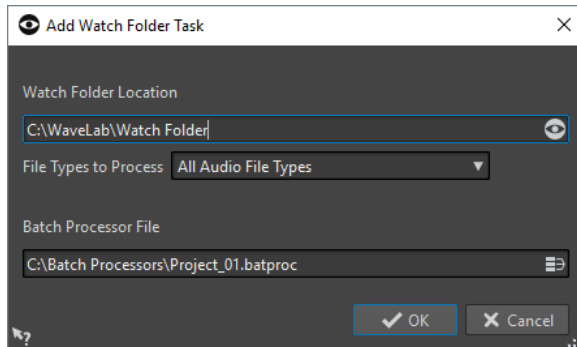 Add Watch Folder Task
Watch Folder Location
C:\WaveLab\Watch Folder
File Types to Process All Audio File Types
Batch Processor File
C:\Batch Processors\Project_01.batproc
OK Cancel
?